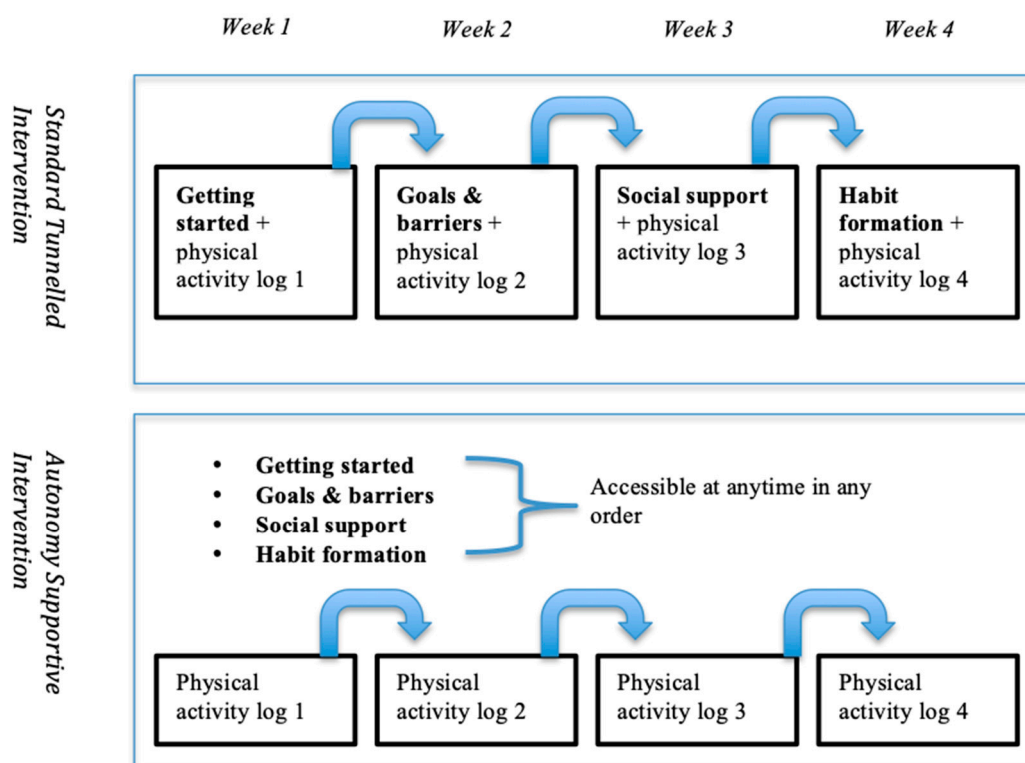 Week 1
Week 2
Week 3
Week 4
Standard Tunnelled
Intervention
Getting
started +
physical
activity log 1
Goals &
barriers +
physical
activity log 2
Social support
+ physical
activity log 3
Habit
formation +
physical
activity log 4
Autonomy Supportive
Intervention
• Getting started
• Goals & barriers
• Social support
• Habit formation
Accessible at anytime in any
order
Physical
activity log 1
Physical
activity log 2
Physical
activity log 3
Physical
activity log 4